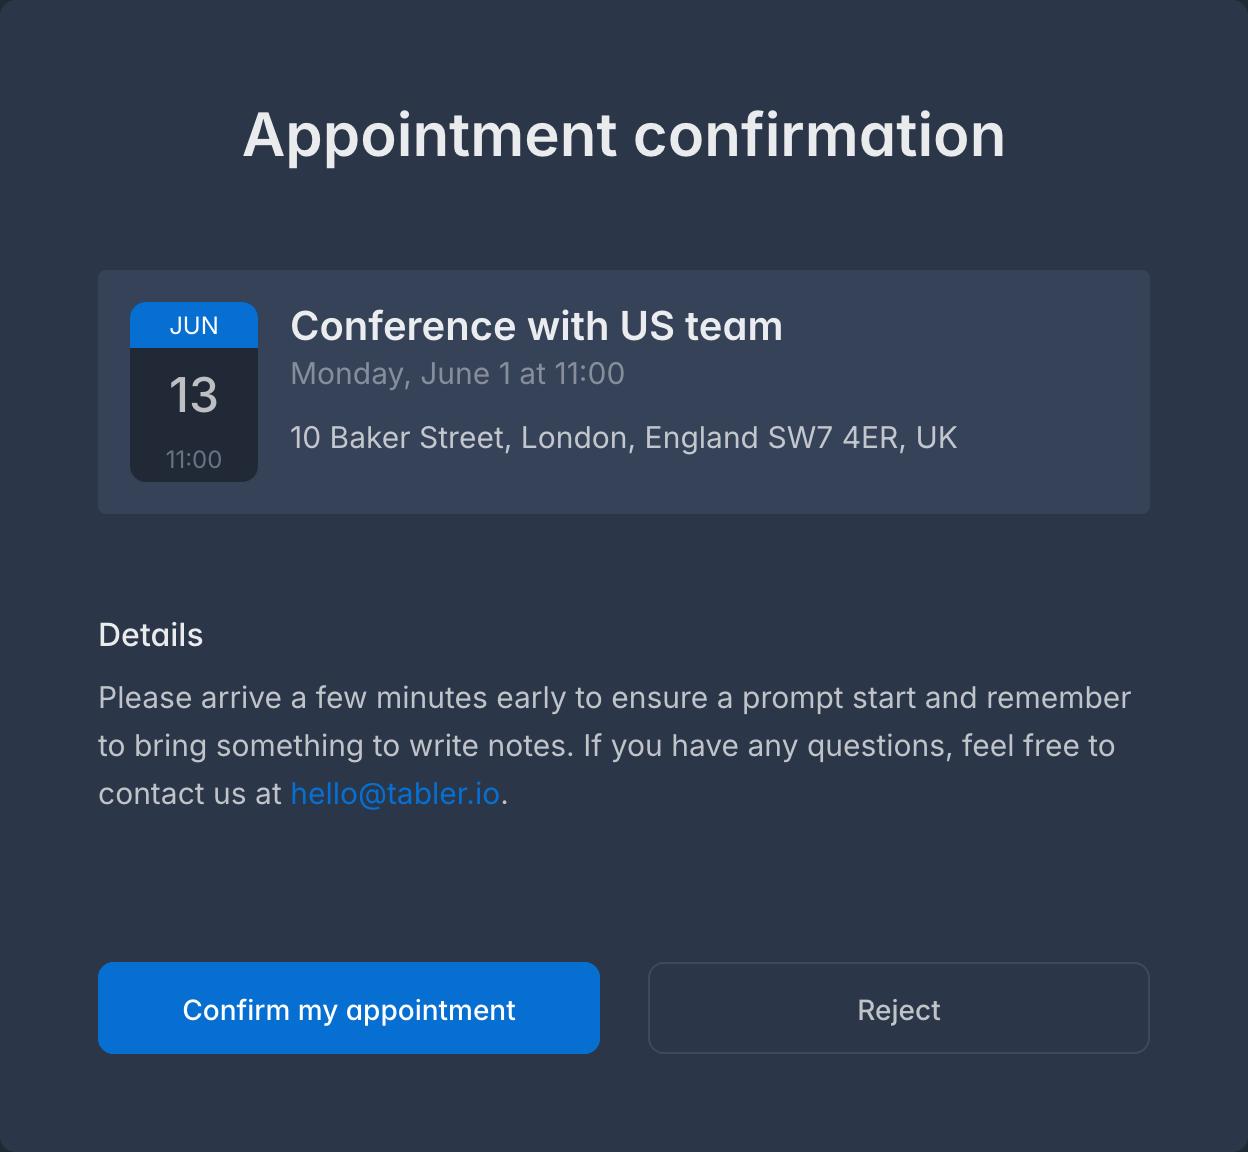 Appointment confirmation
JUN
13
11:00
Conference with US team
Monday, June 1 at 11:00
10 Baker Street, London, England SW7 4ER, UK
Details
Please arrive a few minutes early to ensure a prompt start and remember
to bring something to write notes. If you have any questions, feel free to
contact us at hello@tabler.io.
Confirm my appointment
Reject